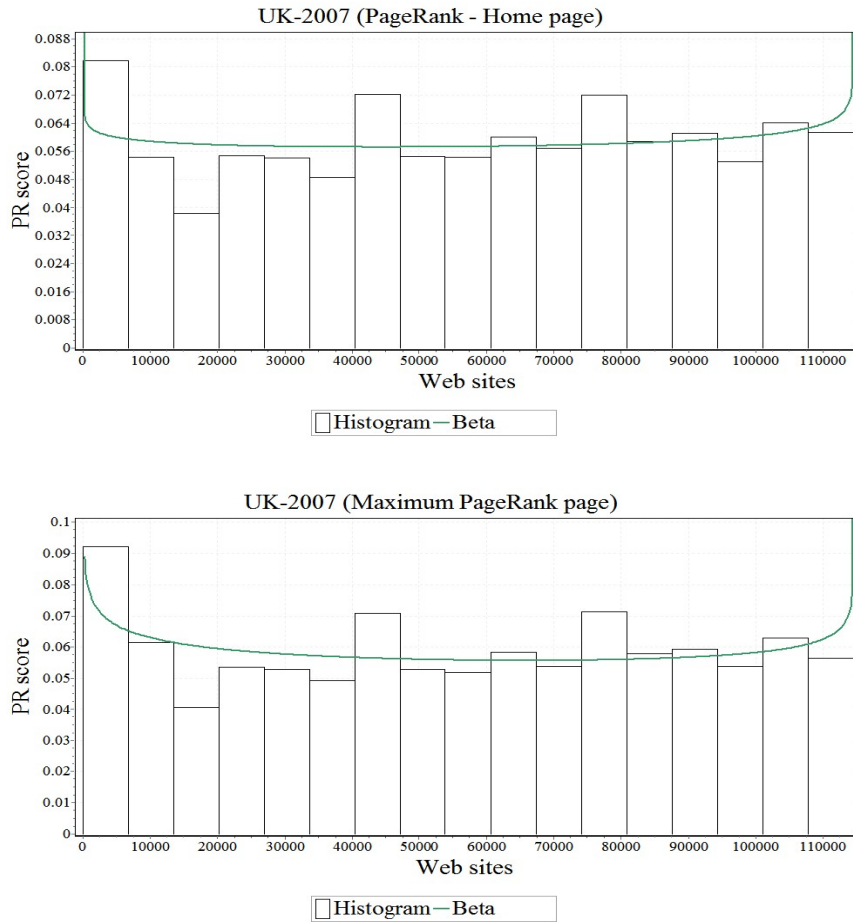 UK-2007 (PageRank - Home page)
0.088
0.08
0.072
0.064
0.056
0.048
0.04
0.032
0.024
0.016
0.008
0
PR score
0 10000 20000 30000 40000 50000 60000 70000 80000 90000 100000 110000
Web sites
Histogram Beta
UK-2007 (Maximum PageRank page)
0.1
0.09
0.08
0.07
0.06
0.05
0.04
0.03
0.02
0.01
0
PR score
0 10000 20000 30000 40000 50000 60000 70000 80000 90000 100000 110000
Web sites
Histogram Beta